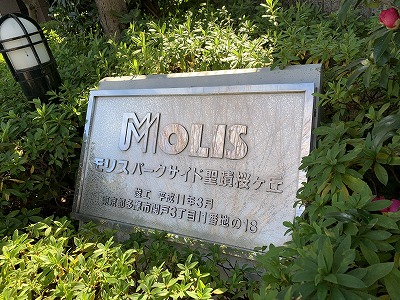 MOLIS
モリスパークサイド聖蹟桜ヶ丘
竣工 平成11年3月
東京都多摩市関戸3丁目11番地の18